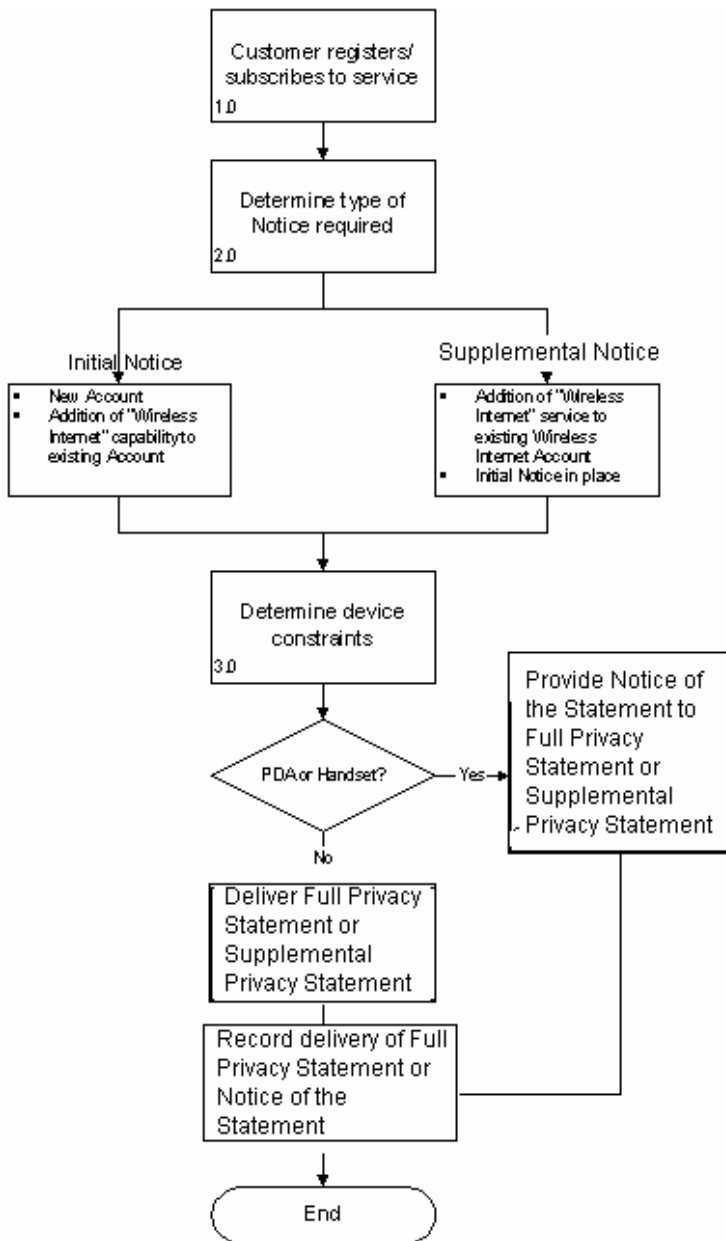 Customer registers/
subscribes to service
1.0
Determine type of
Notice required
2.0
Initial Notice
▪ New Account
▪ Addition of "Wireless
Internet" capability to
existing Account
Supplemental Notice
▪ Addition of "Wireless
Internet" service to
existing Wireless
Internet Account
▪ Initial Notice in place
Determine device
constraints
3.0
PDA or Handset?
Yes
Provide Notice of
the Statement to
Full Privacy
Statement or
Supplemental
Privacy Statement
No
Deliver Full Privacy
Statement or
Supplemental
Privacy Statement
Record delivery of Full
Privacy Statement or
Notice of the
Statement
End